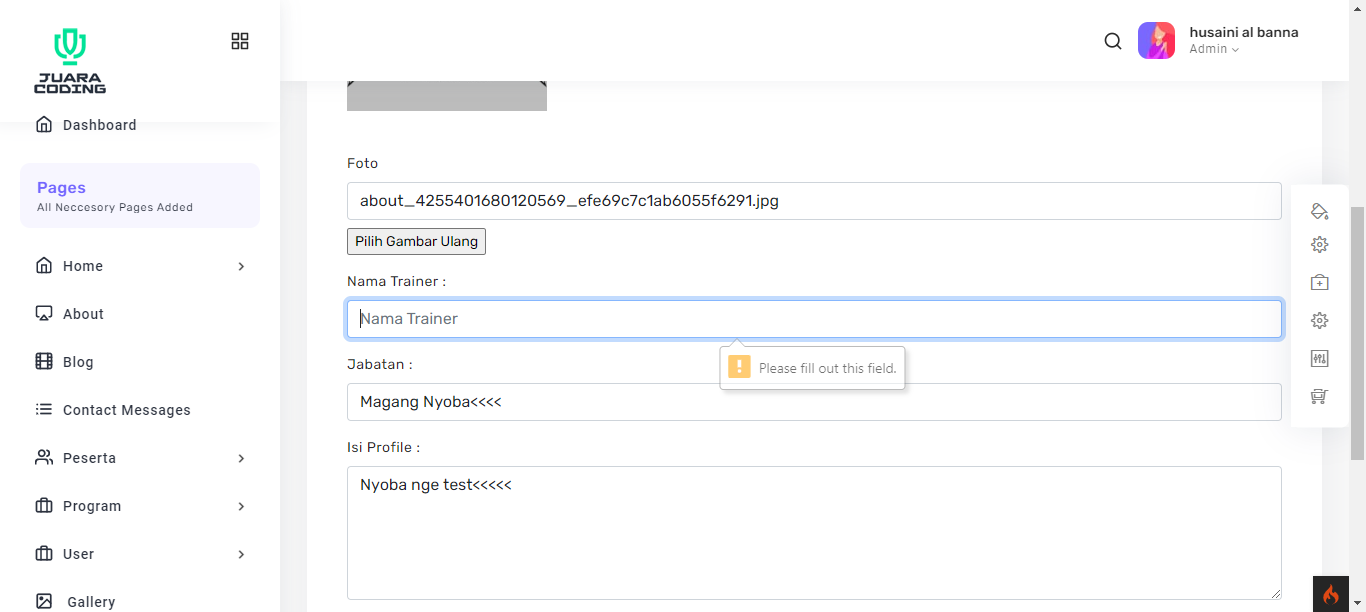 JUARA
CODING
husaini al banna
Admin
Dashboard
Pages
All Neccesory Pages Added
Home
About
Blog
Contact Messages
Peserta
Program
User
Gallery
Foto
about_4255401680120569_efe69c7c1ab6055f6291.jpg
Pilih Gambar Ulang
Nama Trainer :
Nama Trainer
Please fill out this field.
Jabatan :
Magang Nyoba<<<<
Isi Profile :
Nyoba nge test<<<<<